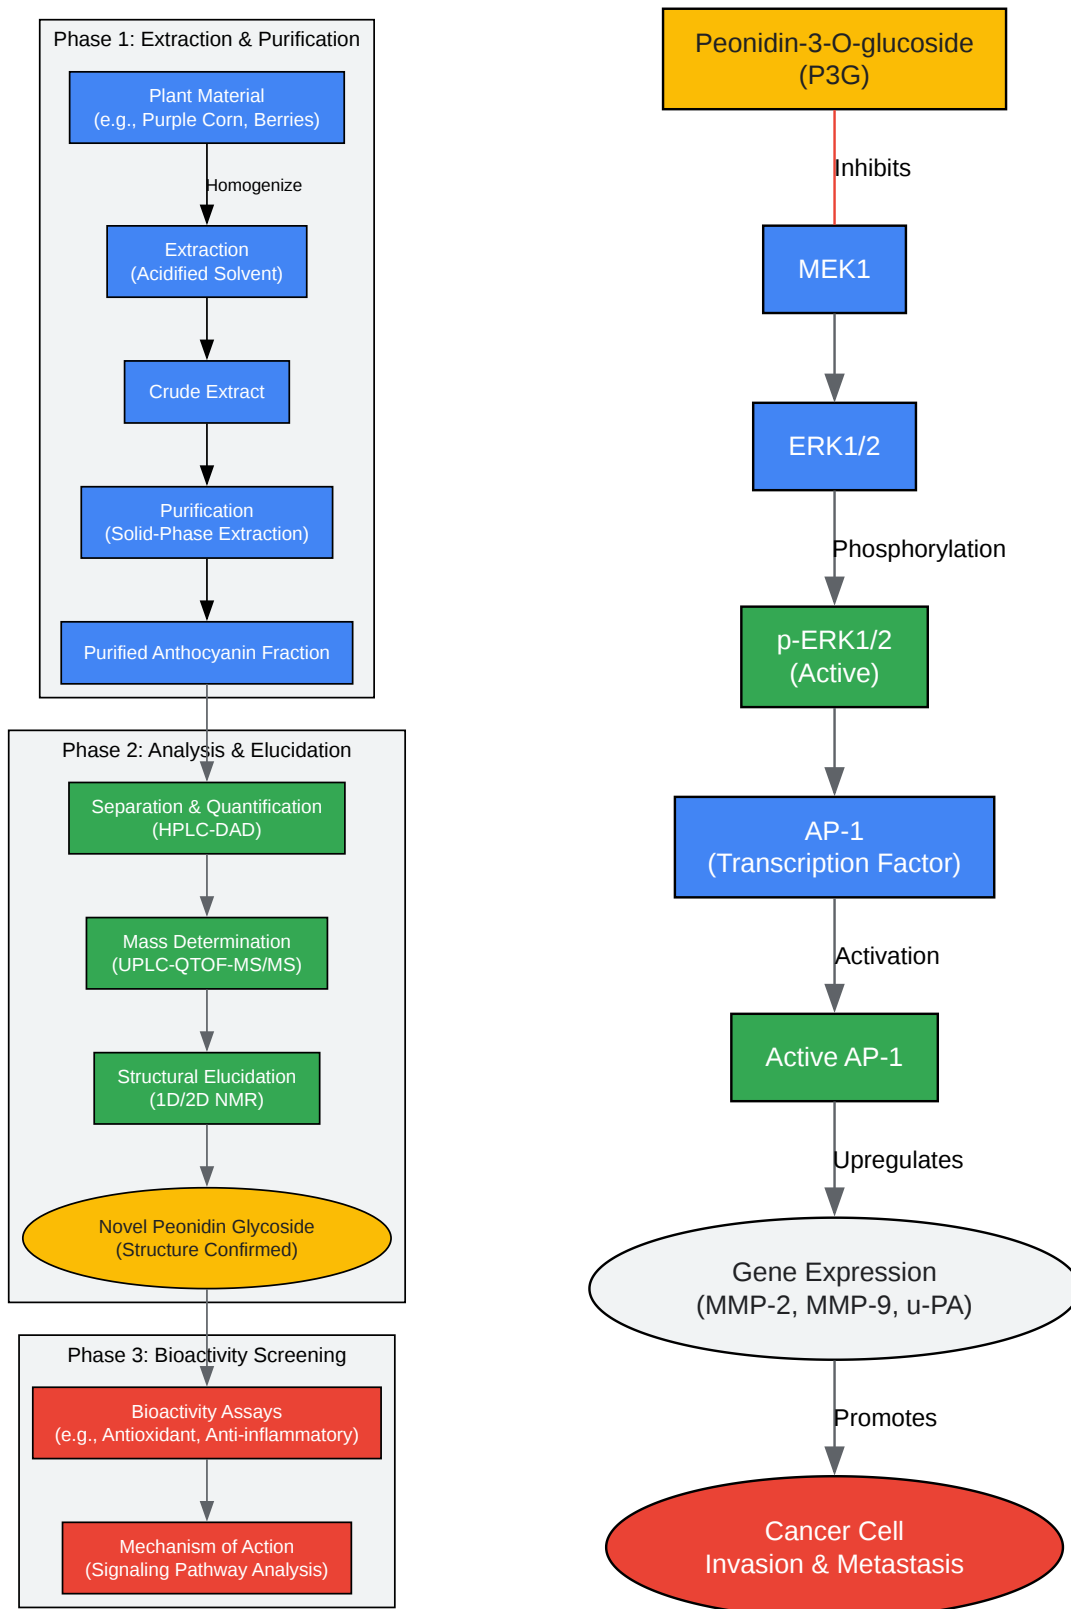 Phase 1: Extraction & Purification
Plant Material
(e.g., Purple Corn, Berries)
Homogenize
Extraction
(Acidified Solvent)
Crude Extract
Purification
(Solid-Phase Extraction)
Purified Anthocyanin Fraction
Phase 2: Analysis & Elucidation
Separation & Quantification
(HPLC-DAD)
Mass Determination
(UPLC-QTOF-MS/MS)
Structural Elucidation
(1D/2D NMR)
Novel Peonidin Glycoside
(Structure Confirmed)
Phase 3: Bioactivity Screening
Bioactivity Assays
(e.g., Antioxidant, Anti-inflammatory)
Mechanism of Action
(Signaling Pathway Analysis)
Peonidin-3-O-glucoside
(P3G)
Inhibits
MEK1
ERK1/2
Phosphorylation
p-ERK1/2
(Active)
AP-1
(Transcription Factor)
Activation
Active AP-1
Upregulates
Gene Expression
(MMP-2, MMP-9, u-PA)
Promotes
Cancer Cell
Invasion & Metastasis